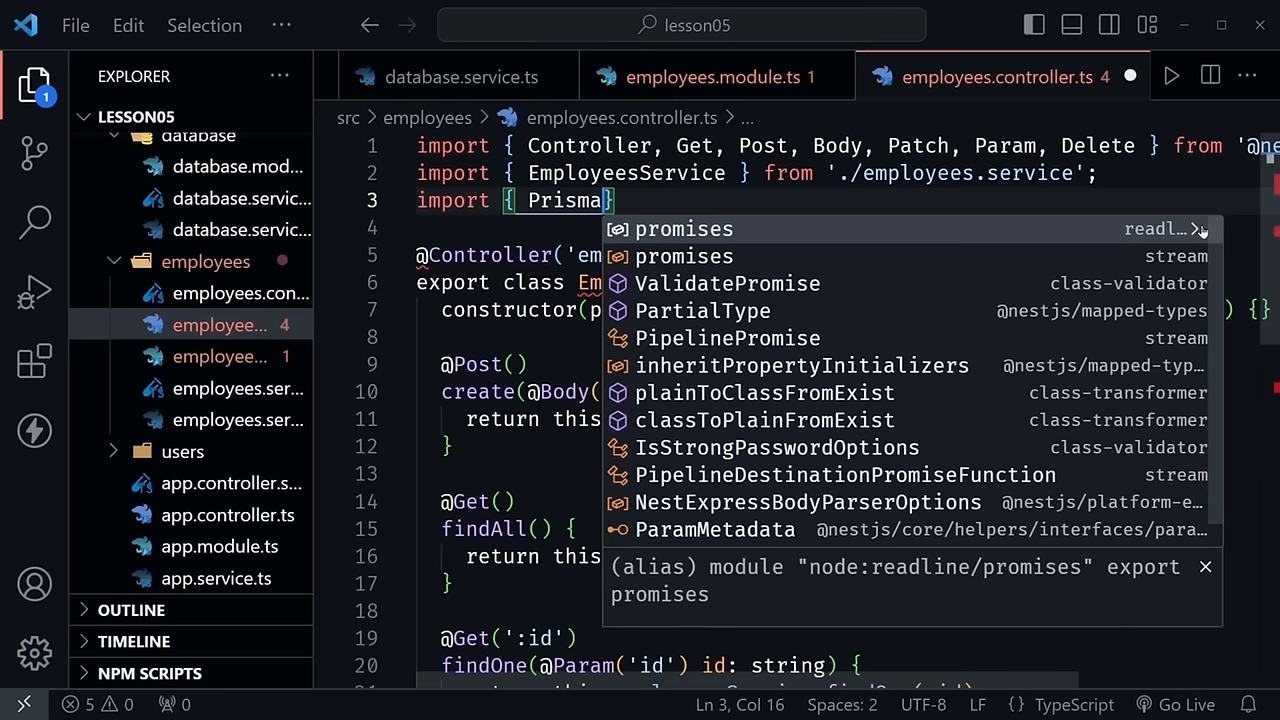 File Edit Selection ··· lesson05
EXPLORER ···
database.service.ts employees.module.ts 1 employees.controller.ts 4
LESSON05
src > employees > employees.controller.ts > ...
database
database.mod...
database.servic...
database.servic...
employees
employees.con...
employee... 4
employee... 1
employees.ser...
employees.ser...
users
app.controller.s...
app.controller.ts
app.module.ts
app.service.ts
OUTLINE
TIMELINE
NPM SCRIPTS
1
1 import { Controller, Get, Post, Body, Patch, Param, Delete } from '@ne
2 import { EmployeesService } from './employees.service';
3 import { Prisma}
4
5 @Controller('em
6 export class Em
7 constructor(p ) {}
8
9 @Post()
10 create(@Body(
11 return this
12 }
13
14 @Get()
15 findAll() {
16 return this
17 }
18
19 @Get(':id')
20 findOne(@Param('id') id: string) {
promises readl...
promises stream
ValidatePromise class-validator
PartialType @nestjs/mapped-types
PipelinePromise stream
inheritPropertyInitializers @nestjs/mapped-typ...
plainToClassFromExist class-transformer
classToPlainFromExist class-transformer
IsStrongPasswordOptions class-validator
PipelineDestinationPromiseFunction stream
NestExpressBodyParserOptions @nestjs/platform-e...
ParamMetadata @nestjs/core/helpers/interfaces/para...
(alias) module "node:readline/promises" export
promises
5 0 0 Ln 3, Col 16 Spaces: 2 UTF-8 LF {} TypeScript Go Live